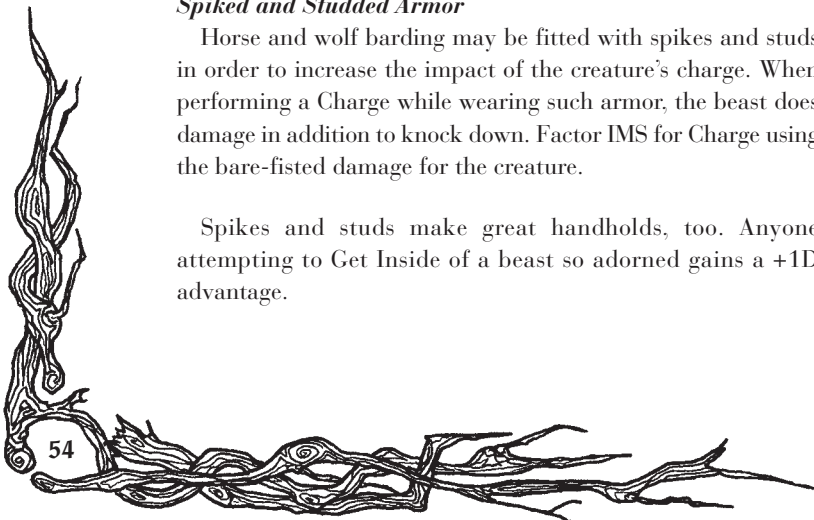 Spiked and Studded Armor
Horse and wolf barding may be fitted with spikes and studs
in order to increase the impact of the creature's charge. When
performing a Charge while wearing such armor, the beast does
damage in addition to knock down. Factor IMS for Charge using
the bare-fisted damage for the creature.
Spikes and studs make great handholds, too. Anyone
attempting to Get Inside of a beast so adorned gains a +1D
advantage.
54